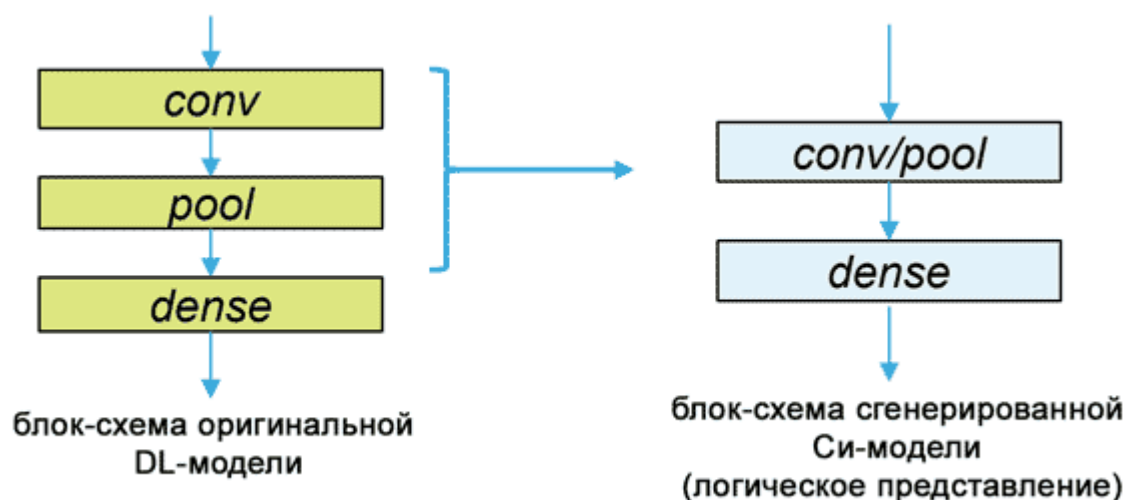 conv
pool
dense
блок-схема оригинальной
DL-модели
conv/pool
dense
блок-схема сгенерированной
Си-модели
(логическое представление)